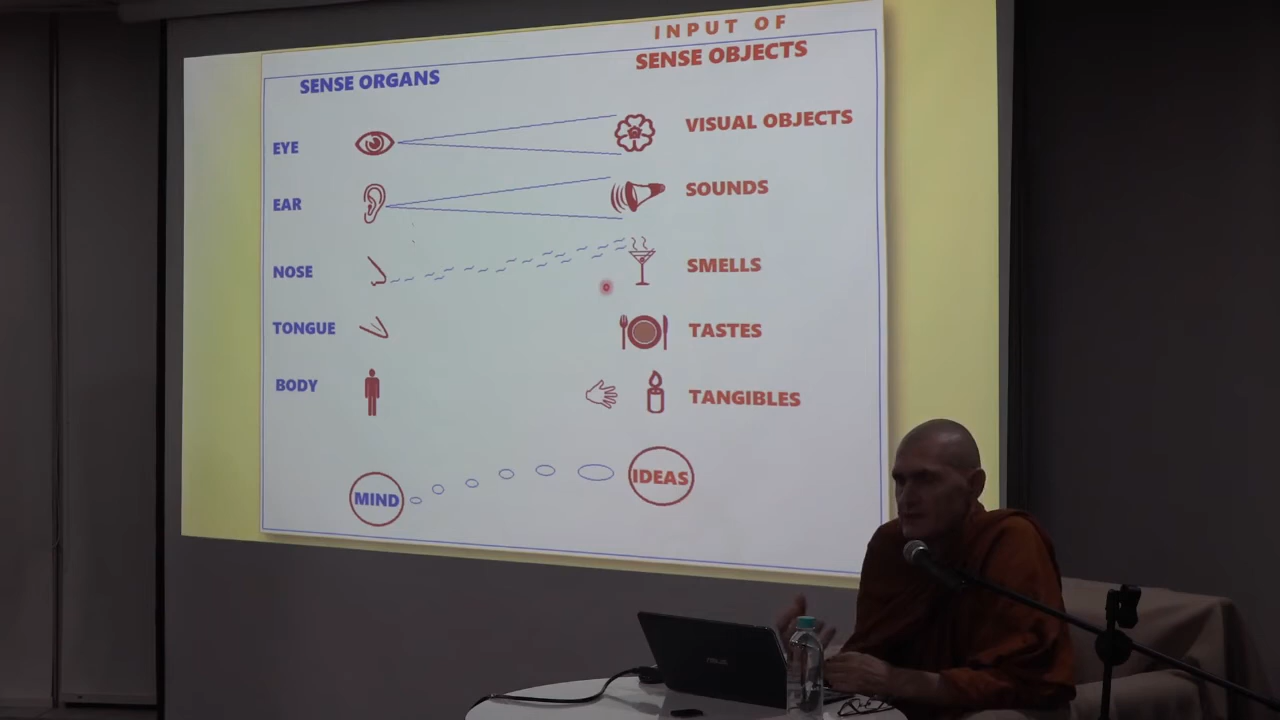 INPUT OF
SENSE OBJECTS
SENSE ORGANS
EYE
VISUAL OBJECTS
EAR
SOUNDS
NOSE
SMELLS
TONGUE
TASTES
BODY
TANGIBLES
MIND
IDEAS
ASUS